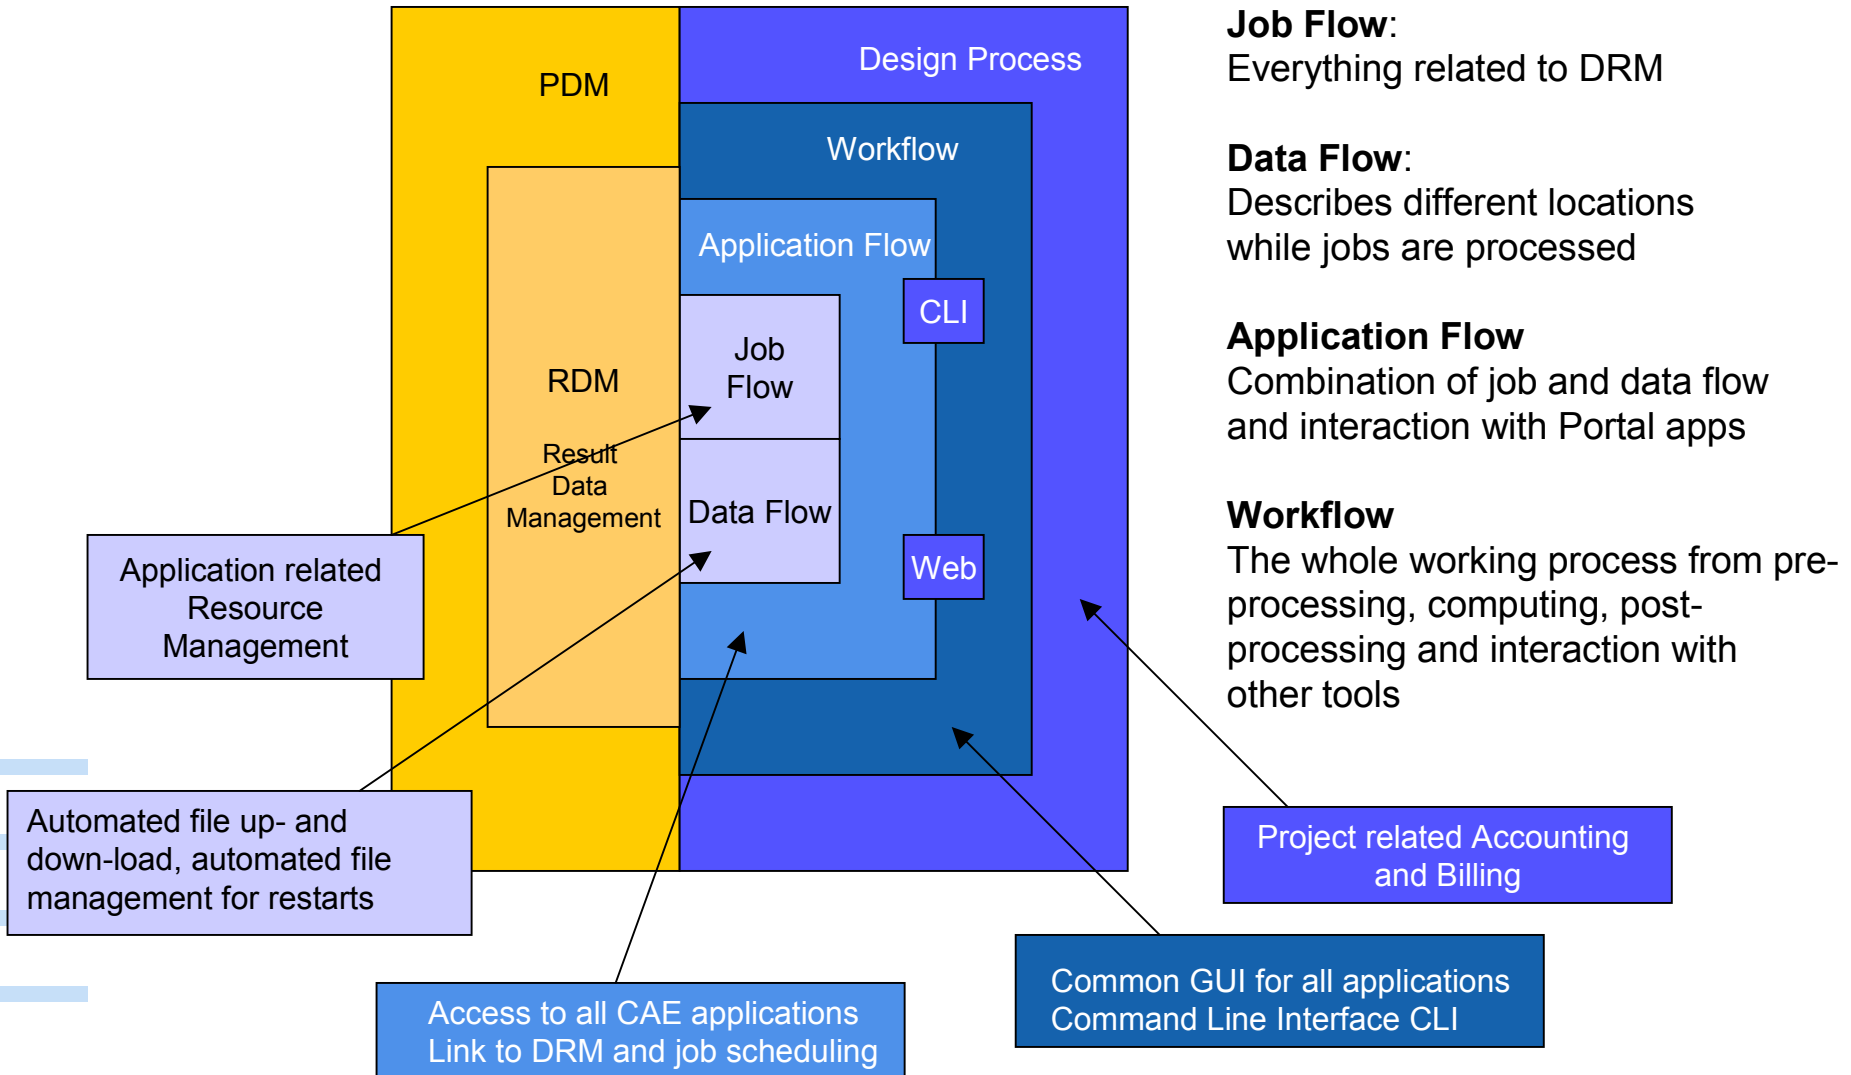 PDM
Design Process
Workflow
Application Flow
CLI
Job
Flow
RDM
Result
Data
Management
Data Flow
Web
Application related
Resource
Management
Automated file up- and
down-load, automated file
management for restarts
Access to all CAE applications
Link to DRM and job scheduling
Common GUI for all applications
Command Line Interface CLI
Project related Accounting
and Billing
Job Flow:
Everything related to DRM
Data Flow:
Describes different locations
while jobs are processed
Application Flow
Combination of job and data flow
and interaction with Portal apps
Workflow
The whole working process from pre-
processing, computing, post-
processing and interaction with
other tools